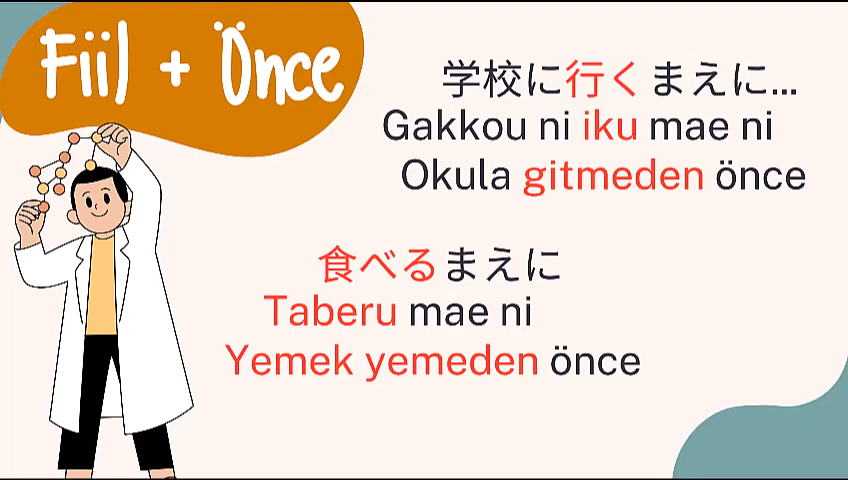 Fiil + Önce
学校に行くまえに...
Gakkou ni iku mae ni
Okula gitmeden önce
食べるまえに
Taberu mae ni
Yemek yemeden önce